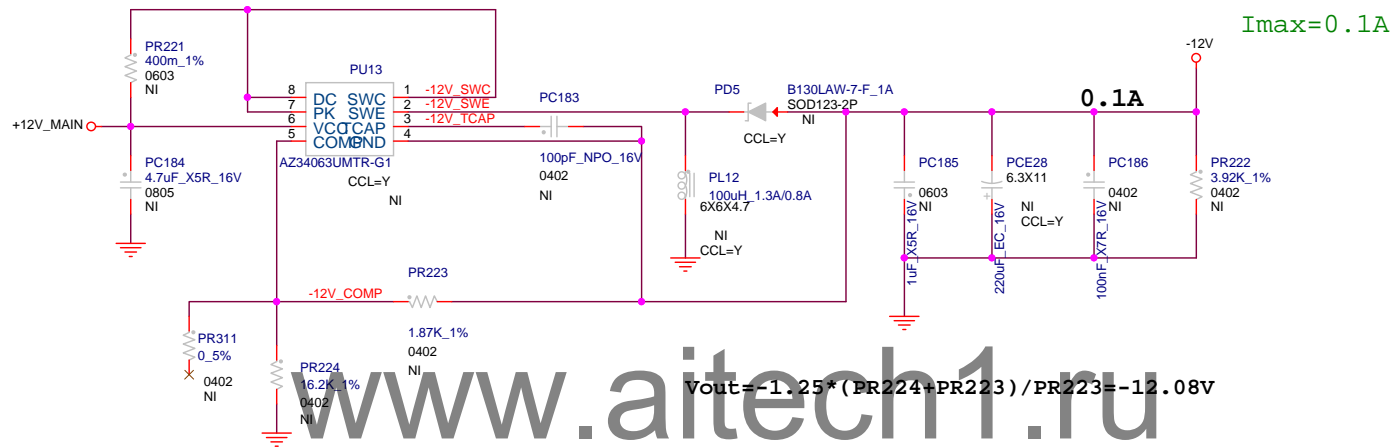 Imax=0.1A
-12V
PR221
400m_1%
0603
NI
PU13
8
7
6
5
DC
PK
VCC
COMP
SWC
SWE
TCAP
GND
1
2
3
4
-12V_SWC
-12V_SWE
-12V_TCAP
AZ34063UMTR-G1
CCL=Y
NI
+12V_MAIN
PC184
4.7uF_X5R_16V
0805
NI
PC183
100pF_NPO_16V
0402
NI
PD5
B130LAW-7-F_1A
SOD123-2P
NI
CCL=Y
0.1A
PL12
100uH_1.3A/0.8A
6X6X4.7
NI
CCL=Y
PC185
0603
NI
1uF_X5R_16V
PCE28
6.3X11
NI
CCL=Y
220uF_EC_16V
PC186
0402
NI
100nF_X7R_16V
PR222
3.92K_1%
0402
NI
-12V_COMP
PR223
1.87K_1%
0402
NI
PR311
0_5%
0402
NI
PR224
16.2K_1%
0402
NI
Vout=-1.25*(PR224+PR223)/PR223=-12.08V
www.aitech1.ru